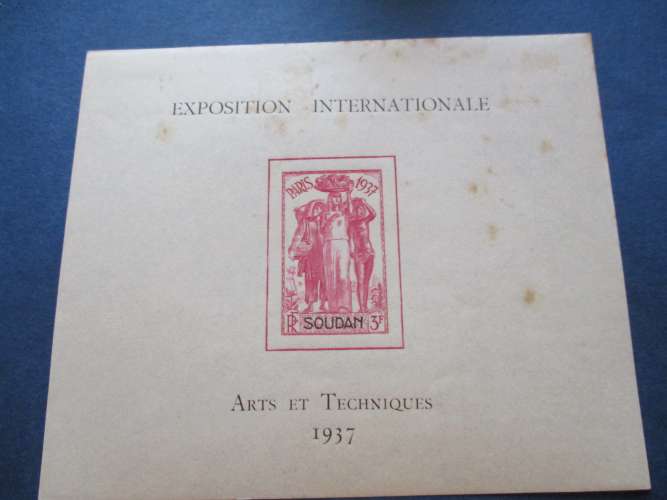 EXPOSITION INTERNATIONALE
PARIS 1937
RF SOUDAN 3F
ARTS ET TECHNIQUES
1937